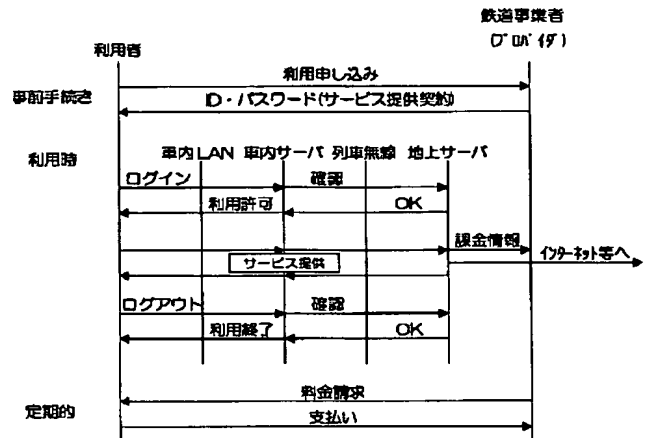 鉄道事業者
(ﾌﾟﾛﾊﾞｲﾀﾞ)
利用者
利用申し込み
事前手続き
ID・パスワード(サービス提供契約)
利用時
車内LAN 車内サーバ 列車無線 地上サーバ
ログイン 確認
利用許可 OK
課金情報
ｲﾝﾀｰﾈｯﾄ等へ
サービス提供
ログアウト 確認
利用終了 OK
料金請求
定期的
支払い